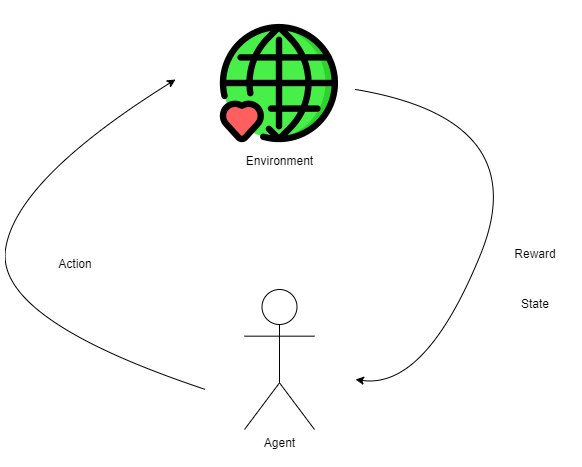 Environment
Reward
Action
State
Agent